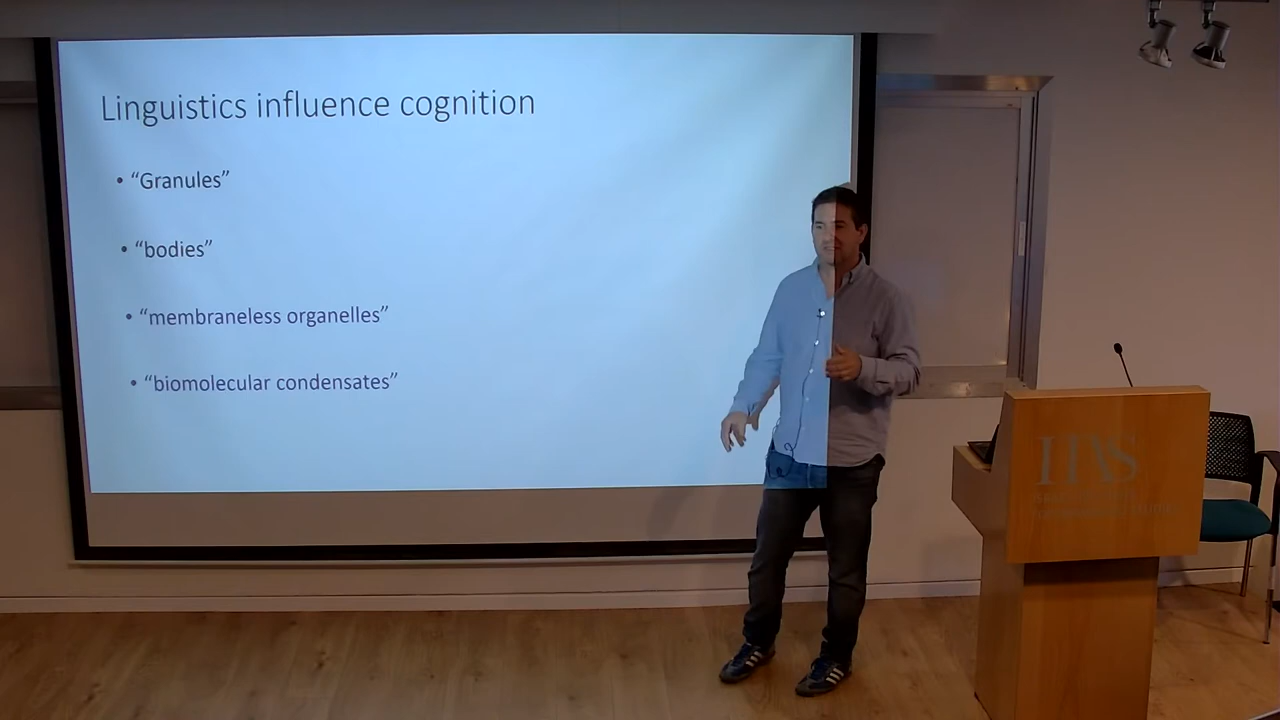 Linguistics influence cognition
• “Granules”
• “bodies”
• “membraneless organelles”
• “biomolecular condensates”
IIAS